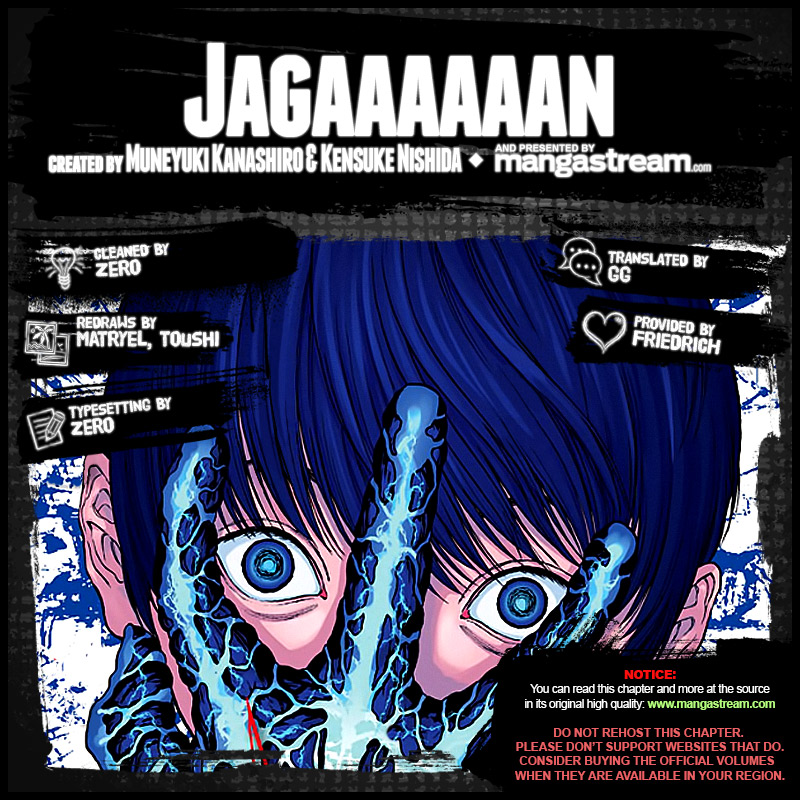 JAGAAAAAAN
CREATED BY MUNEYUKI KANASHIRO & KENSUKE NISHIDA ◆ AND PRESENTED BY mangastream.com
CLEANED BY
ZERO
REDRAWS BY
MATRYEL, TOUSHI
TYPESETTING BY
ZERO
TRANSLATED BY
GG
PROVIDED BY
FRIEDRICH
NOTICE:
You can read this chapter and more at the source
in its original high quality: www.mangastream.com
DO NOT REHOST THIS CHAPTER.
PLEASE DON'T SUPPORT WEBSITES THAT DO.
CONSIDER BUYING THE OFFICIAL VOLUMES
WHEN THEY ARE AVAILABLE IN YOUR REGION.